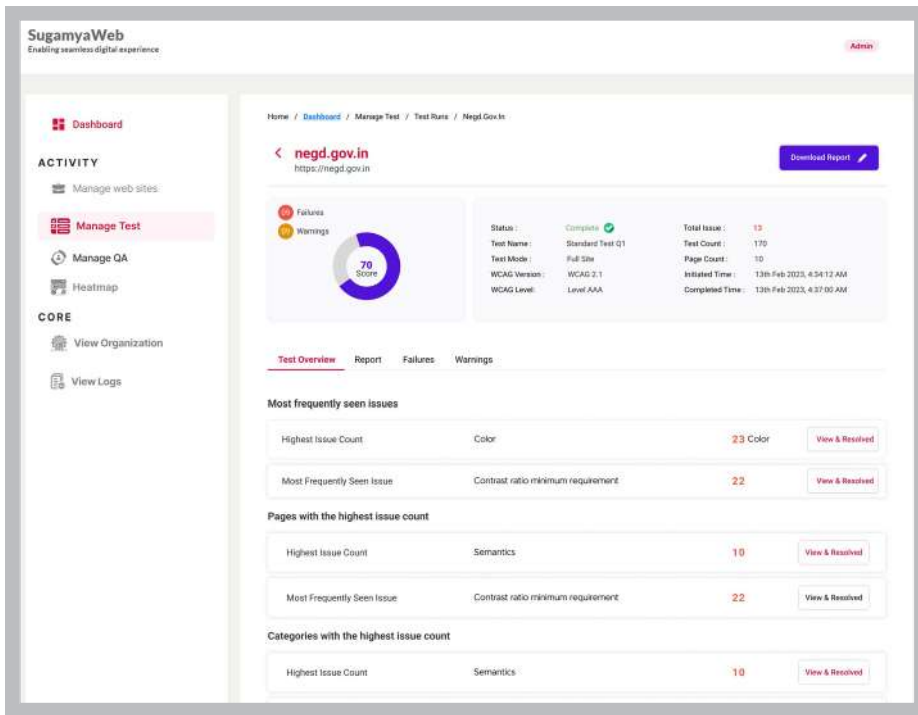 SugamyaWeb
Enabling seamless digital experience
Admin
Dashboard
ACTIVITY
Manage web sites
Manage Test
Manage QA
Heatmap
CORE
View Organization
View Logs
Home / Dashboard / Manage Test / Test Runs / Negd.Gov.In
negd.gov.in
https://negd.gov.in
Download Report
Failures
Warnings
70
Score
Status : Complete
Test Name : Standard Test Q1
Test Mode : Full Site
WCAG Version : WCAG 2.1
WCAG Level: Level AAA
Total Issue : 13
Test Count : 170
Page Count : 10
Initiated Time : 13th Feb 2023, 4:34:12 AM
Completed Time : 13th Feb 2023, 4:37:00 AM
Test Overview Report Failures Warnings
Most frequently seen issues
Highest Issue Count Color 23 Color View & Resolved
Most Frequently Seen Issue Contrast ratio minimum requirement 22 View & Resolved
Pages with the highest issue count
Highest Issue Count Semantics 10 View & Resolved
Most Frequently Seen Issue Contrast ratio minimum requirement 22 View & Resolved
Categories with the highest issue count
Highest Issue Count Semantics 10 View & Resolved